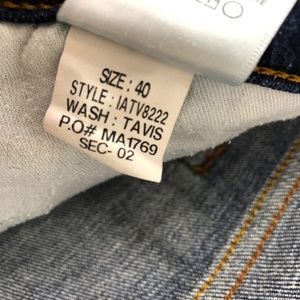 SIZE : 40
STYLE : IATV8222
WASH : TAVIS
P.O# MA1769
SEC- 02